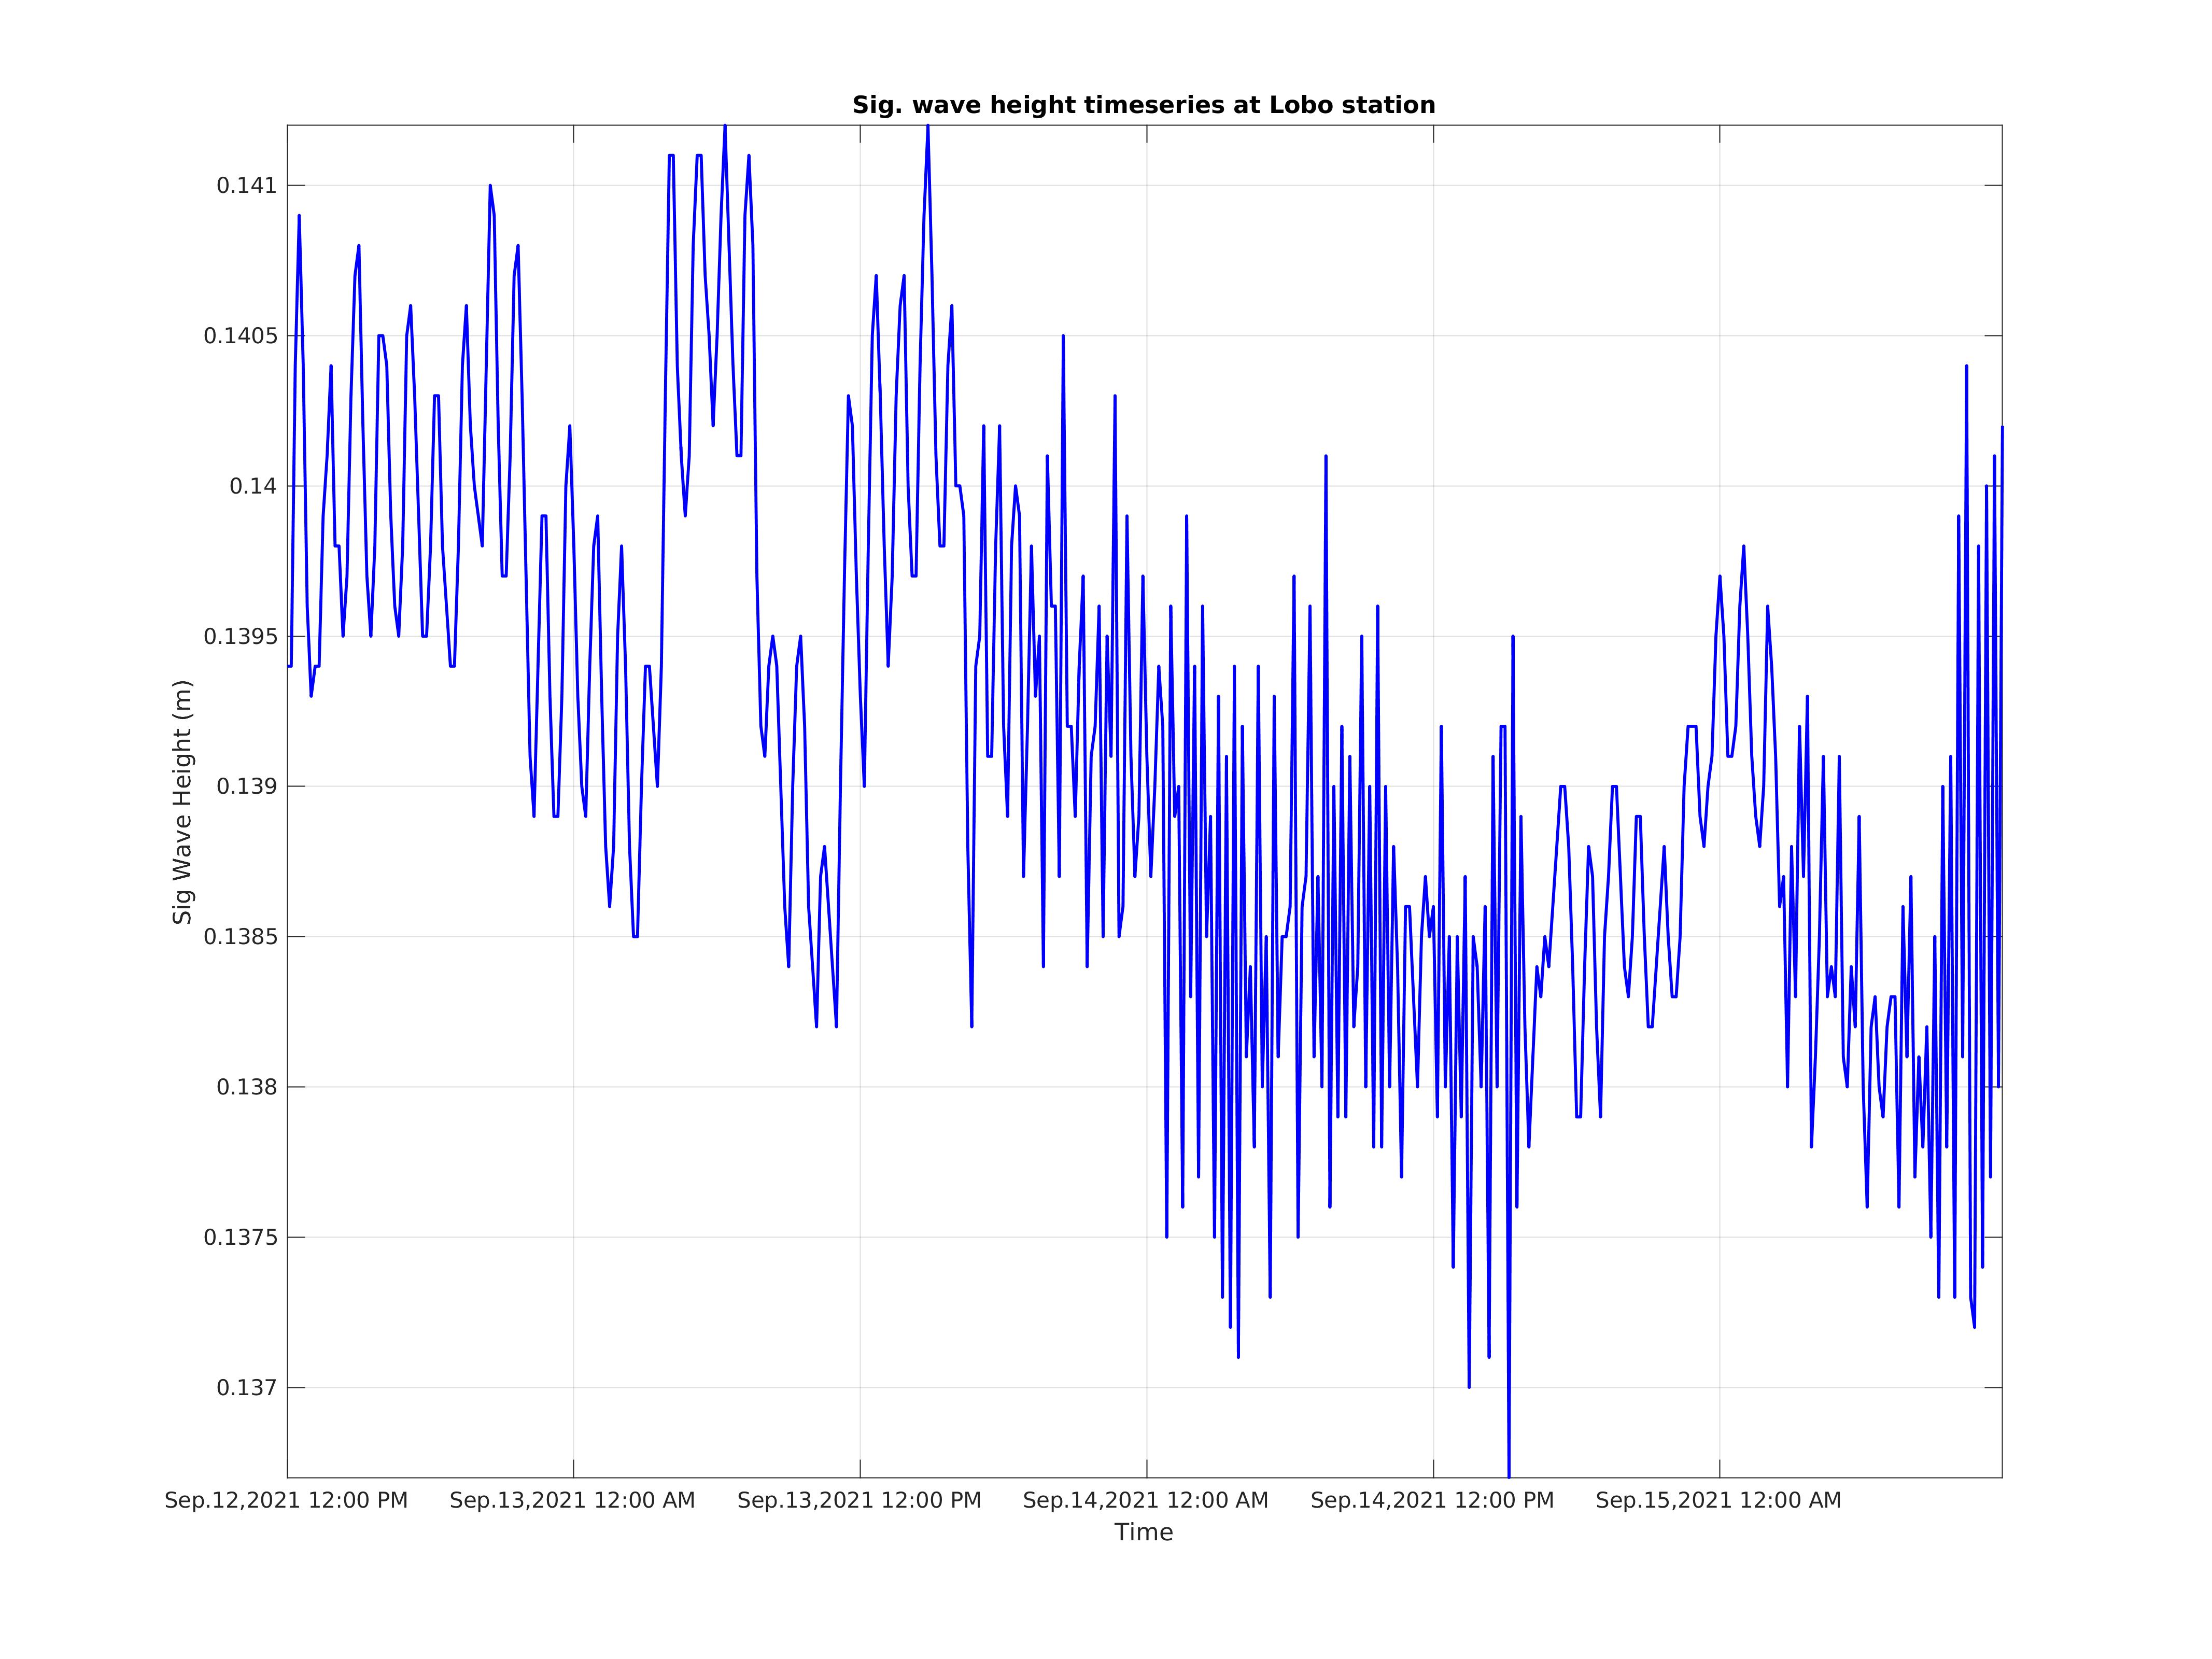 Sig. wave height timeseries at Lobo station
0.141
0.1405
0.14
0.1395
0.139
0.1385
0.138
0.1375
0.137
Sig Wave Height (m)
Sep.12,2021 12:00 PM Sep.13,2021 12:00 AM Sep.13,2021 12:00 PM Sep.14,2021 12:00 AM Sep.14,2021 12:00 PM Sep.15,2021 12:00 AM
Time